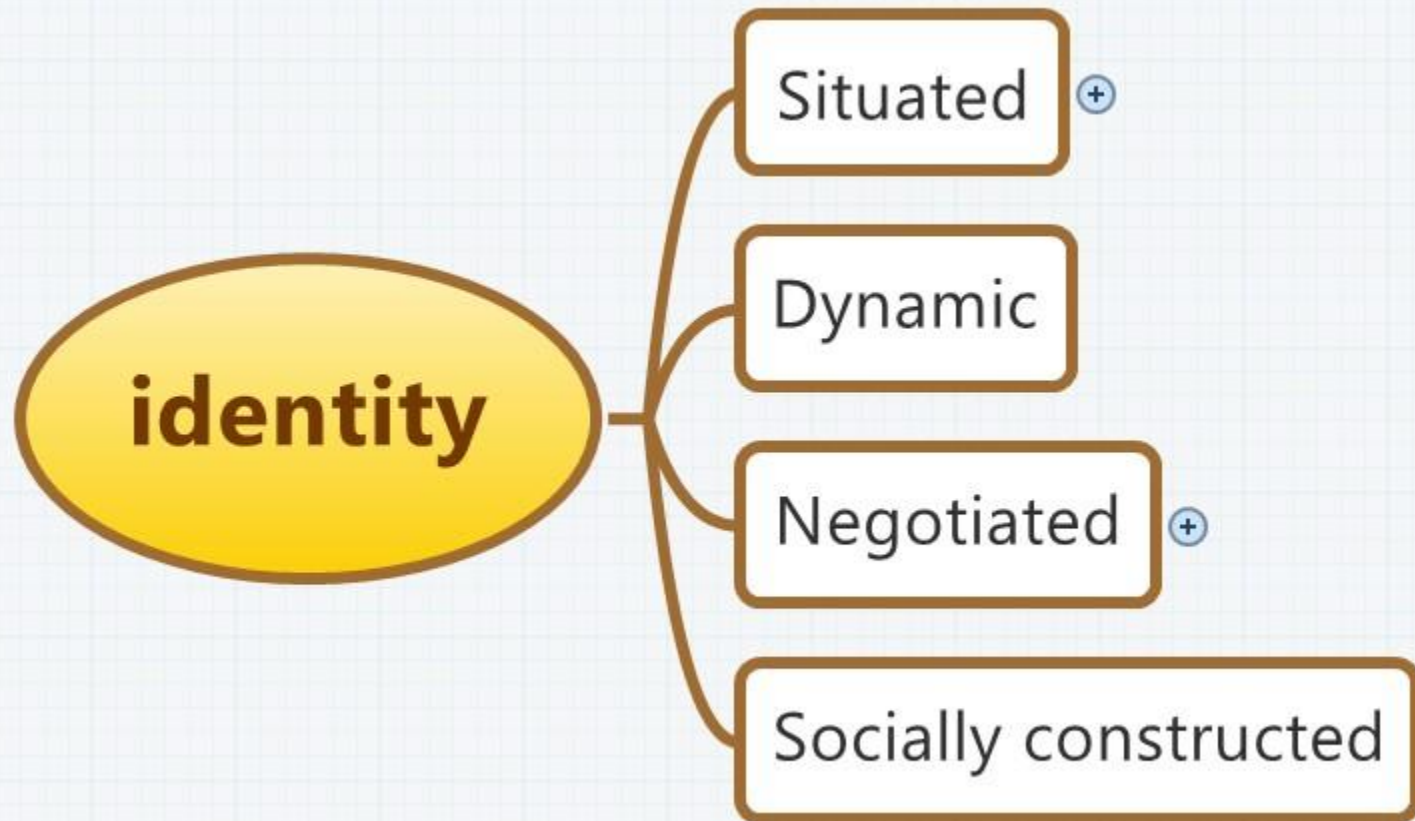 identity
Situated
Dynamic
Negotiated
Socially constructed